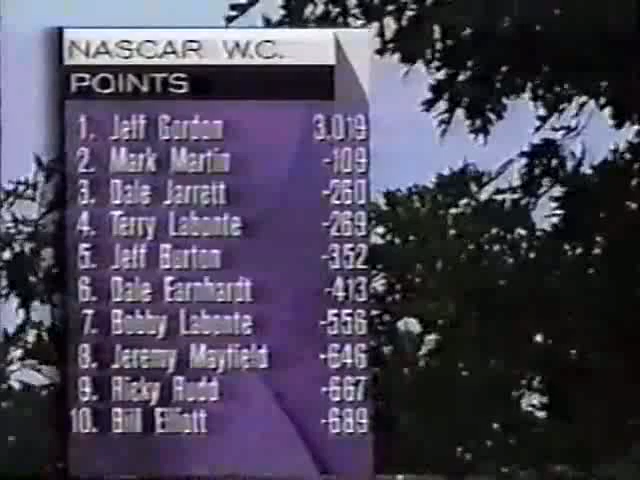 NASCAR W.C.
POINTS
1. Jeff Gordon 3,019
2. Mark Martin -109
3. Dale Jarrett -260
4. Terry Labonte -269
5. Jeff Burton -352
6. Dale Earnhardt -413
7. Bobby Labonte -556
8. Jeremy Mayfield -646
9. Ricky Rudd -667
10. Bill Elliott -689